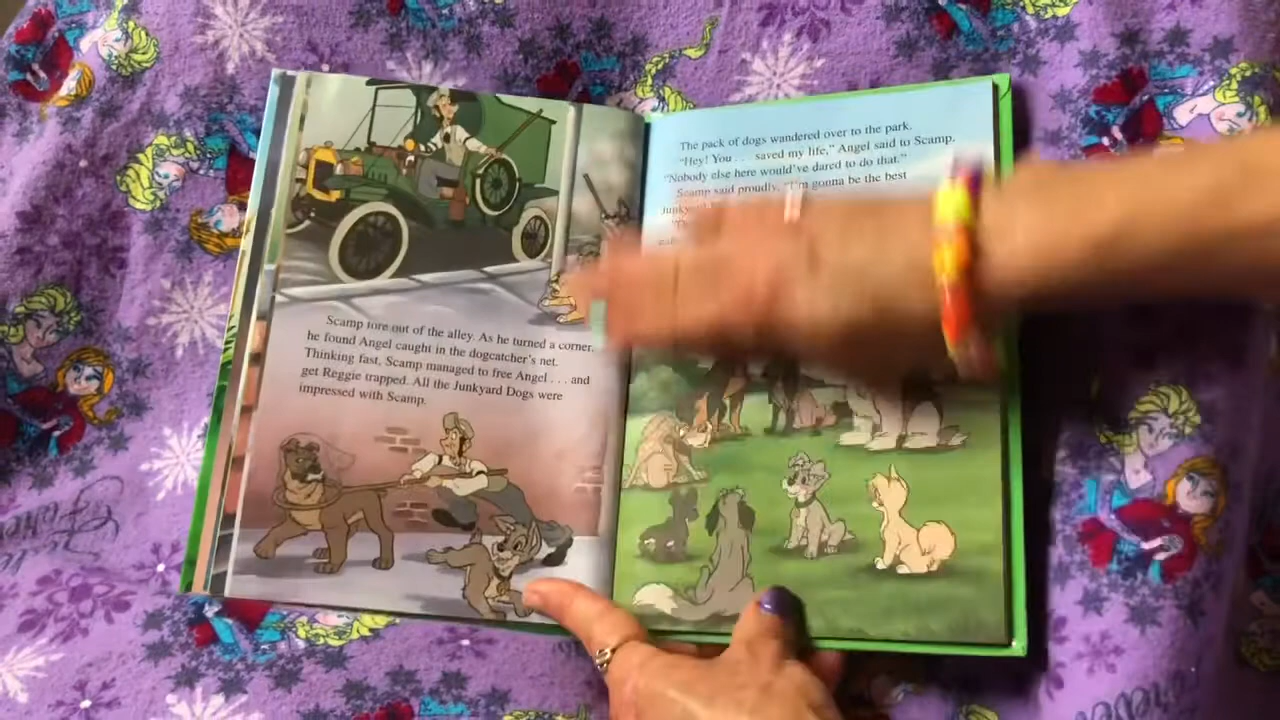 Scamp tore out of the alley. As he turned a corner,
he found Angel caught in the dogcatcher's net.
Thinking fast, Scamp managed to free Angel . . . and
get Reggie trapped. All the Junkyard Dogs were
impressed with Scamp.
The pack of dogs wandered over to the park.
"Hey! You . . . saved my life," Angel said to Scamp.
"Nobody else here would've dared to do that."
Scamp said proudly, "I'm gonna be the best
Forever